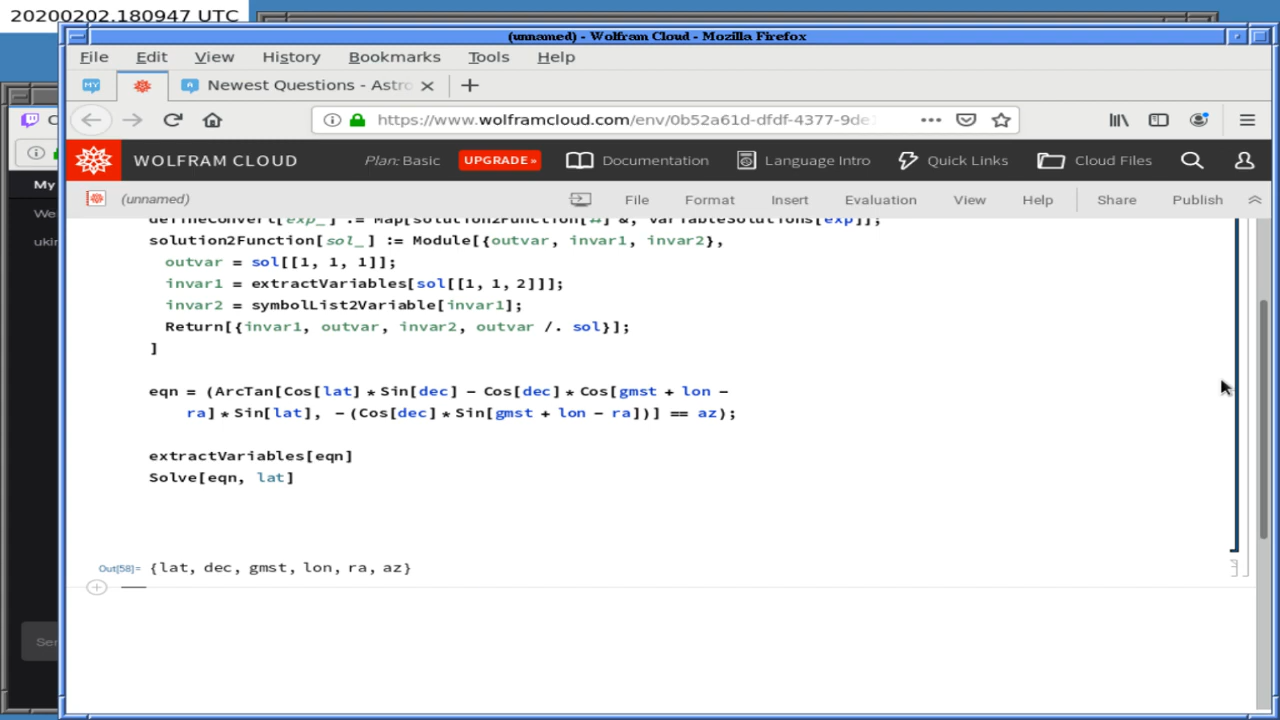 20200202.180947 UTC
(unnamed) - Wolfram Cloud - Mozilla Firefox
File Edit View History Bookmarks Tools Help
MY
Newest Questions - Astro
https://www.wolframcloud.com/env/0b52a61d-dfdf-4377-9de
WOLFRAM CLOUD Plan: Basic UPGRADE » Documentation Language Intro Quick Links Cloud Files
(unnamed) File Format Insert Evaluation View Help Share Publish
My
We
ukin
defineConvert[exp_] := Map[solution2Function[#] &, variableSolutions[exp]];
solution2Function[sol_] := Module[{outvar, invar1, invar2},
outvar = sol[[1, 1, 1]];
invar1 = extractVariables[sol[[1, 1, 2]]];
invar2 = symbolList2Variable[invar1];
Return[{invar1, outvar, invar2, outvar /. sol}];
]
eqn = (ArcTan[Cos[lat]*Sin[dec] - Cos[dec]*Cos[gmst + lon -
ra]*Sin[lat], -(Cos[dec]*Sin[gmst + lon - ra])] == az);
extractVariables[eqn]
Solve[eqn, lat]
Out[58]= {lat, dec, gmst, lon, ra, az}
Sen